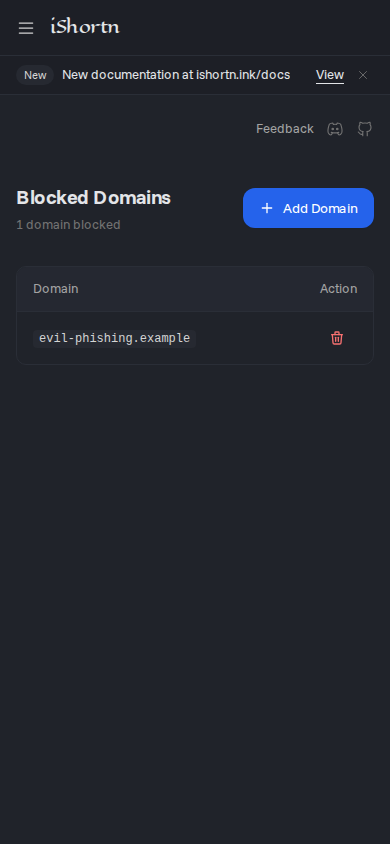 iShortn
New New documentation at ishortn.ink/docs View
Feedback
Blocked Domains
1 domain blocked
Add Domain
Domain Action
evil-phishing.example